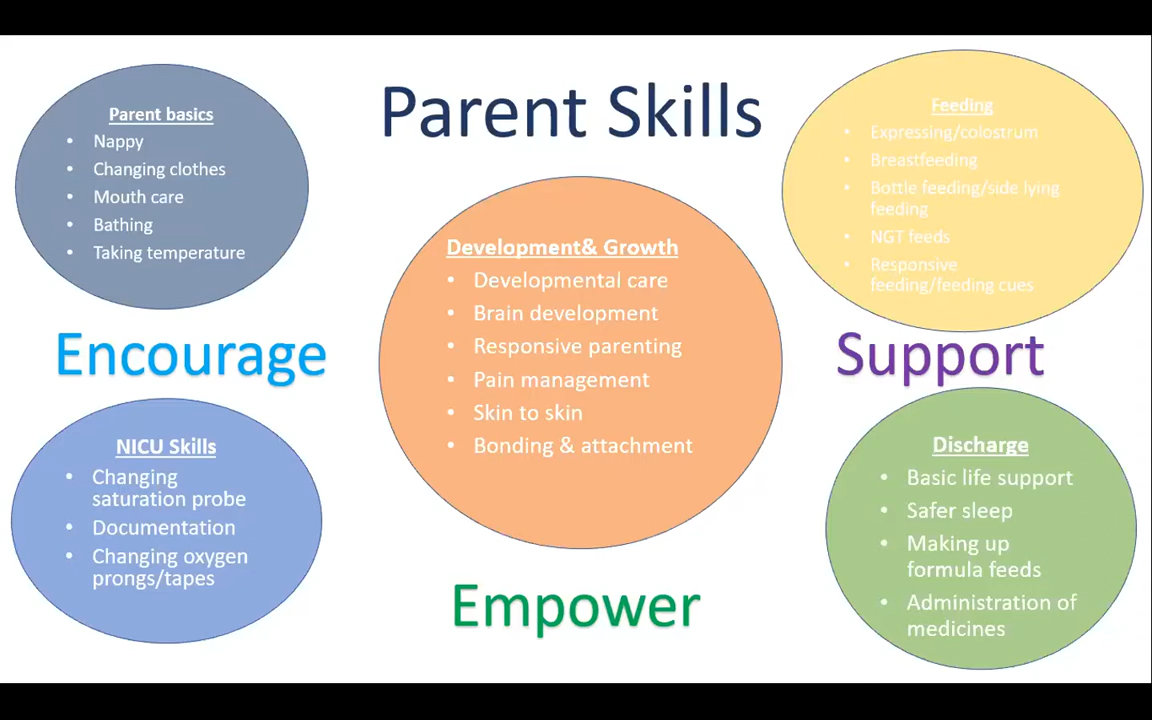 Parent Skills
Parent basics
• Nappy
• Changing clothes
• Mouth care
• Bathing
• Taking temperature
Feeding
• Expressing/colostrum
• Breastfeeding
• Bottle feeding/side lying
feeding
• NGT feeds
• Responsive
feeding/feeding cues
Development& Growth
• Developmental care
• Brain development
• Responsive parenting
• Pain management
• Skin to skin
• Bonding & attachment
Encourage
Support
NICU Skills
• Changing
saturation probe
• Documentation
• Changing oxygen
prongs/tapes
Discharge
• Basic life support
• Safer sleep
• Making up
formula feeds
• Administration of
medicines
Empower